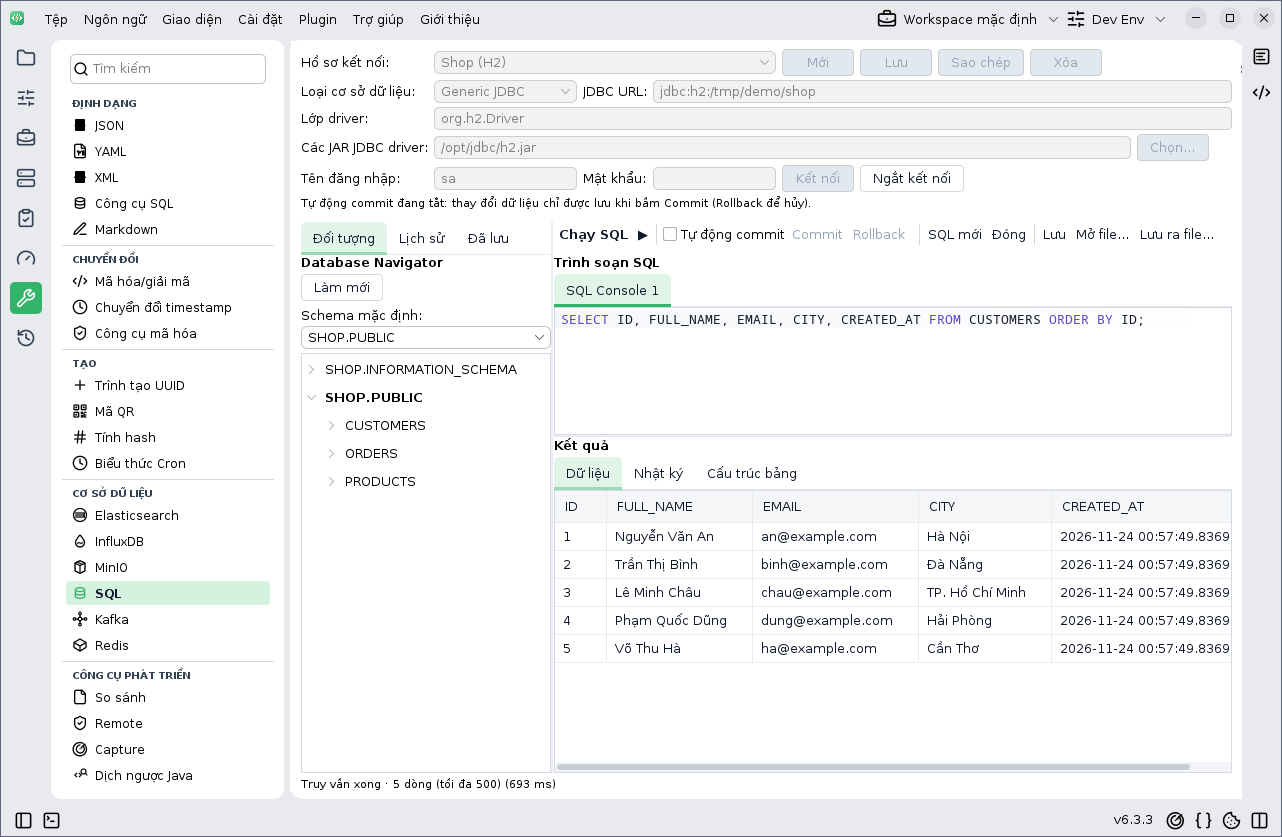 Tệp Ngôn ngữ Giao diện Cài đặt Plugin Trợ giúp Giới thiệu Workspace mặc định Dev Env
Tìm kiếm
ĐỊNH DẠNG
JSON
YAML
XML
Công cụ SQL
Markdown
CHUYỂN ĐỔI
Mã hóa/giải mã
Chuyển đổi timestamp
Công cụ mã hóa
TẠO
Trình tạo UUID
Mã QR
Tính hash
Biểu thức Cron
CƠ SỞ DỮ LIỆU
Elasticsearch
InfluxDB
MinIO
SQL
Kafka
Redis
CÔNG CỤ PHÁT TRIỂN
So sánh
Remote
Capture
Dịch ngược Java
Hồ sơ kết nối: Shop (H2) Mới Lưu Sao chép Xóa
Loại cơ sở dữ liệu: Generic JDBC JDBC URL: jdbc:h2:/tmp/demo/shop
Lớp driver: org.h2.Driver
Các JAR JDBC driver: /opt/jdbc/h2.jar Chọn...
Tên đăng nhập: sa Mật khẩu: Kết nối Ngắt kết nối
Tự động commit đang tắt: thay đổi dữ liệu chỉ được lưu khi bấm Commit (Rollback để hủy).
Đối tượng Lịch sử Đã lưu
Database Navigator
Làm mới
Schema mặc định:
SHOP.PUBLIC
SHOP.INFORMATION_SCHEMA
SHOP.PUBLIC
CUSTOMERS
ORDERS
PRODUCTS
Chạy SQL ▶ Tự động commit Commit Rollback SQL mới Đóng Lưu Mở file... Lưu ra file...
Trình soạn SQL
SQL Console 1
SELECT ID, FULL_NAME, EMAIL, CITY, CREATED_AT FROM CUSTOMERS ORDER BY ID;
Kết quả
Dữ liệu Nhật ký Cấu trúc bảng
ID FULL_NAME EMAIL CITY CREATED_AT
1 Nguyễn Văn An an@example.com Hà Nội 2026-11-24 00:57:49.8369
2 Trần Thị Bình binh@example.com Đà Nẵng 2026-11-24 00:57:49.8369
3 Lê Minh Châu chau@example.com TP. Hồ Chí Minh 2026-11-24 00:57:49.8369
4 Phạm Quốc Dũng dung@example.com Hải Phòng 2026-11-24 00:57:49.8369
5 Võ Thu Hà ha@example.com Cần Thơ 2026-11-24 00:57:49.8369
Truy vấn xong · 5 dòng (tối đa 500) (693 ms)
v6.3.3